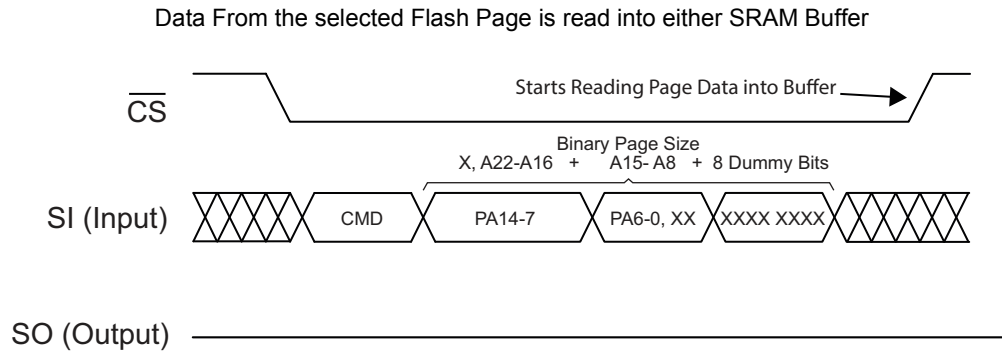 Data From the selected Flash Page is read into either SRAM Buffer
CS
Starts Reading Page Data into Buffer
Binary Page Size
X, A22-A16 + A15- A8 + 8 Dummy Bits
SI (Input)
CMD
PA14-7
PA6-0, XX
XXXX XXXX
SO (Output)